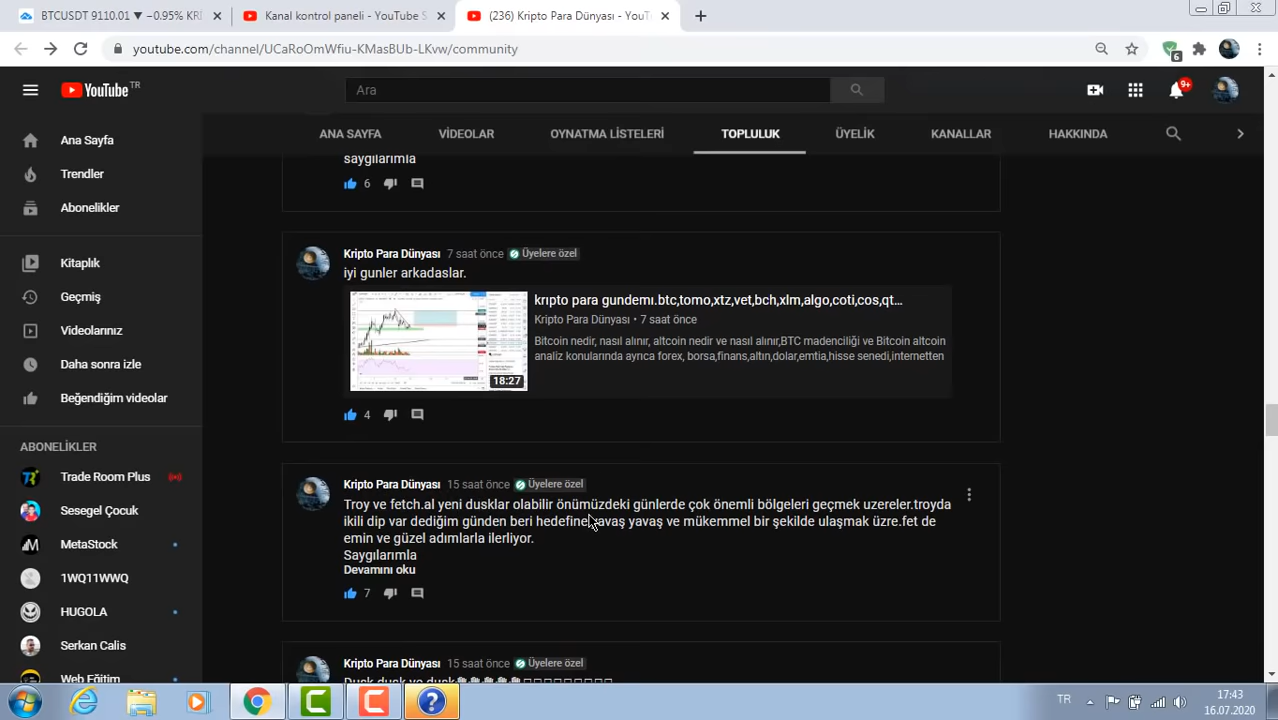 BTCUSDT 9110.01 ▼ −0.95% KRİ
Kanal kontrol paneli - YouTube S
(236) Kripto Para Dünyası - YouT
youtube.com/channel/UCaRoOmWfiu-KMasBUb-LKvw/community
6
YouTube TR
Ara
9+
ANA SAYFA
VİDEOLAR
OYNATMA LİSTELERİ
TOPLULUK
ÜYELİK
KANALLAR
HAKKINDA
Ana Sayfa
Trendler
Abonelikler
Kitaplık
Geçmiş
Videolarınız
Daha sonra izle
Beğendiğim videolar
ABONELİKLER
Trade Room Plus
Sesegel Çocuk
MetaStock
1WQ11WWQ
HUGOLA
Serkan Calis
Web Eğitim
saygılarımla
6
Kripto Para Dünyası 7 saat önce Üyelere özel
iyi gunler arkadaslar.
kripto para gundemi.btc,tomo,xtz,vet,bch,xlm,algo,coti,cos,qt...
Kripto Para Dünyası • 7 saat önce
Bitcoin nedir, nasıl alınır, altcoin nedir ve nasıl alınır,BTC madenciliği ve Bitcoin altcoin
analiz konularında ayrıca forex, borsa,finans,altın,dolar,emtia,hisse senedi,internetten
18:27
4
Kripto Para Dünyası 15 saat önce Üyelere özel
Troy ve fetch.al yeni dusklar olabilir önümüzdeki günlerde çok önemli bölgeleri geçmek uzereler.troyda
ikili dip var dediğim günden beri hedefine yavaş yavaş ve mükemmel bir şekilde ulaşmak üzre.fet de
emin ve güzel adımlarla ilerliyor.
Saygılarımla
Devamını oku
7
Kripto Para Dünyası 15 saat önce Üyelere özel
Dusk dusk ve dusk
TR
17:43
16.07.2020